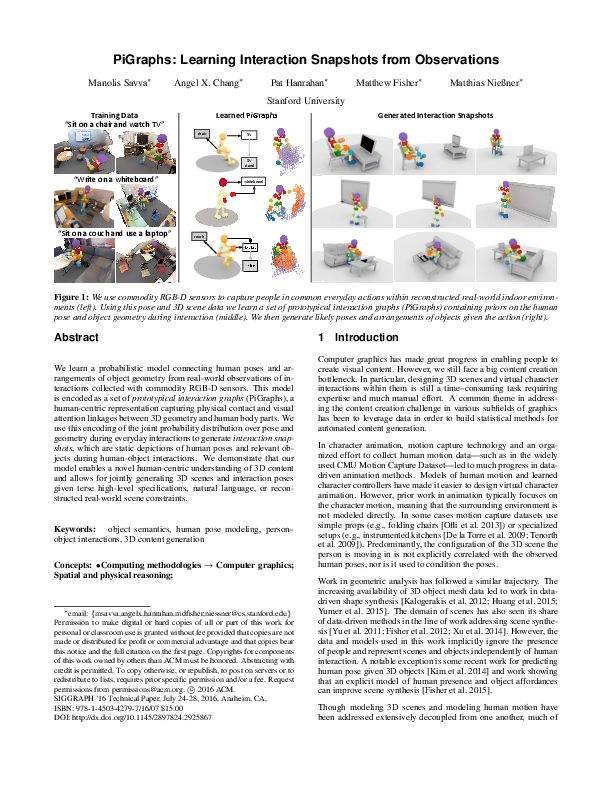 PiGraphs: Learning Interaction Snapshots from Observations
Manolis Savva* Angel X. Chang* Pat Hanrahan* Matthew Fisher* Matthias Nießner*
Stanford University
Training Data Learned PiGraphs Generated Interaction Snapshots
“Sit on a chair and watch TV”
chair
TV
TV
stand
“Write on a whiteboard”
whiteboard
“Sit on a couch and use a laptop”
couch
Figure 1: We use commodity RGB-D sensors to capture people in common everyday actions within reconstructed real-world indoor environ-
ments (left). Using this pose and 3D scene data we learn a set of prototypical interaction graphs (PiGraphs) containing priors on the human
pose and object geometry during interaction (middle). We then generate likely poses and arrangements of objects given the action (right).
Abstract
We learn a probabilistic model connecting human poses and ar-
rangements of object geometry from real-world observations of in-
teractions collected with commodity RGB-D sensors. This model
is encoded as a set of prototypical interaction graphs (PiGraphs), a
human-centric representation capturing physical contact and visual
attention linkages between 3D geometry and human body parts. We
use this encoding of the joint probability distribution over pose and
geometry during everyday interactions to generate interaction snap-
shots, which are static depictions of human poses and relevant ob-
jects during human-object interactions. We demonstrate that our
model enables a novel human-centric understanding of 3D content
and allows for jointly generating 3D scenes and interaction poses
given terse high-level specifications, natural language, or recon-
structed real-world scene constraints.
Keywords: object semantics, human pose modeling, person–
object interactions, 3D content generation
Concepts: •Computing methodologies → Computer graphics;
Spatial and physical reasoning;
*email: {msavva,angelx,hanrahan,mdfisher,niessner@cs.stanford.edu}
Permission to make digital or hard copies of all or part of this work for
personal or classroom use is granted without fee provided that copies are not
made or distributed for profit or commercial advantage and that copies bear
this notice and the full citation on the first page. Copyrights for components
of this work owned by others than ACM must be honored. Abstracting with
credit is permitted. To copy otherwise, or republish, to post on servers or to
redistribute to lists, requires prior specific permission and/or a fee. Request
permissions from permissions@acm.org. © 2016 ACM.
SIGGRAPH ’16 Technical Paper, July 24-28, 2016, Anaheim, CA,
ISBN: 978-1-4503-4279-7/16/07 $15.00
DOI: http://dx.doi.org/10.1145/2897824.2925867
1 Introduction
Computer graphics has made great progress in enabling people to
create visual content. However, we still face a big content creation
bottleneck. In particular, designing 3D scenes and virtual character
interactions within them is still a time–consuming task requiring
expertise and much manual effort. A common theme in address-
ing the content creation challenge in various subfields of graphics
has been to leverage data in order to build statistical methods for
automated content generation.
In character animation, motion capture technology and an orga-
nized effort to collect human motion data—such as in the widely
used CMU Motion Capture Dataset—led to much progress in data-
driven animation methods. Models of human motion and learned
character controllers have made it easier to design virtual character
animation. However, prior work in animation typically focuses on
the character motion, meaning that the surrounding environment is
not modeled directly. In some cases motion capture datasets use
simple props (e.g., folding chairs [Ofli et al. 2013]) or specialized
setups (e.g., instrumented kitchens [De la Torre et al. 2009; Tenorth
et al. 2009]). Predominantly, the configuration of the 3D scene the
person is moving in is not explicitly correlated with the observed
human poses, nor is it used to condition the poses.
Work in geometric analysis has followed a similar trajectory. The
increasing availability of 3D object mesh data led to work in data-
driven shape synthesis [Kalogerakis et al. 2012; Huang et al. 2015;
Yumer et al. 2015]. The domain of scenes has also seen its share
of data-driven methods in the line of work addressing scene synthe-
sis [Yu et al. 2011; Fisher et al. 2012; Xu et al. 2014]. However, the
data and models used in this work implicitly ignore the presence
of people and represent scenes and objects independently of human
interaction. A notable exception is some recent work for predicting
human pose given 3D objects [Kim et al. 2014] and work showing
that an explicit model of human presence and object affordances
can improve scene synthesis [Fisher et al. 2015].
Though modeling 3D scenes and modeling human motion have
been addressed extensively decoupled from one another, much of